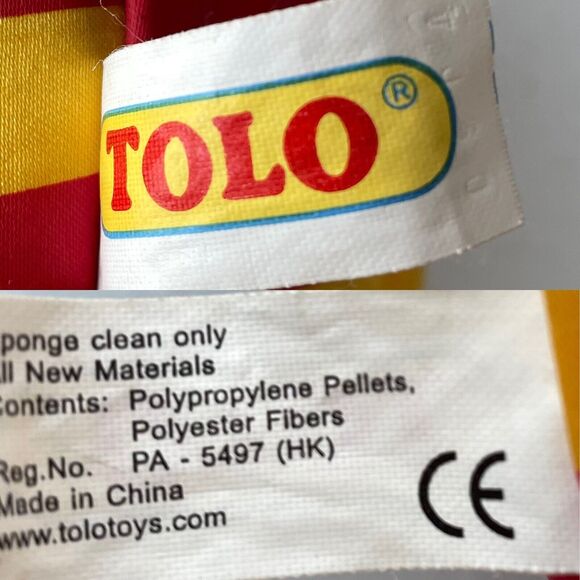 TOLO®
ponge clean only
ll New Materials
ontents: Polypropylene Pellets,
Polyester Fibers
Reg.No. PA - 5497 (HK)
Made in China
www.tolotoys.com
CE